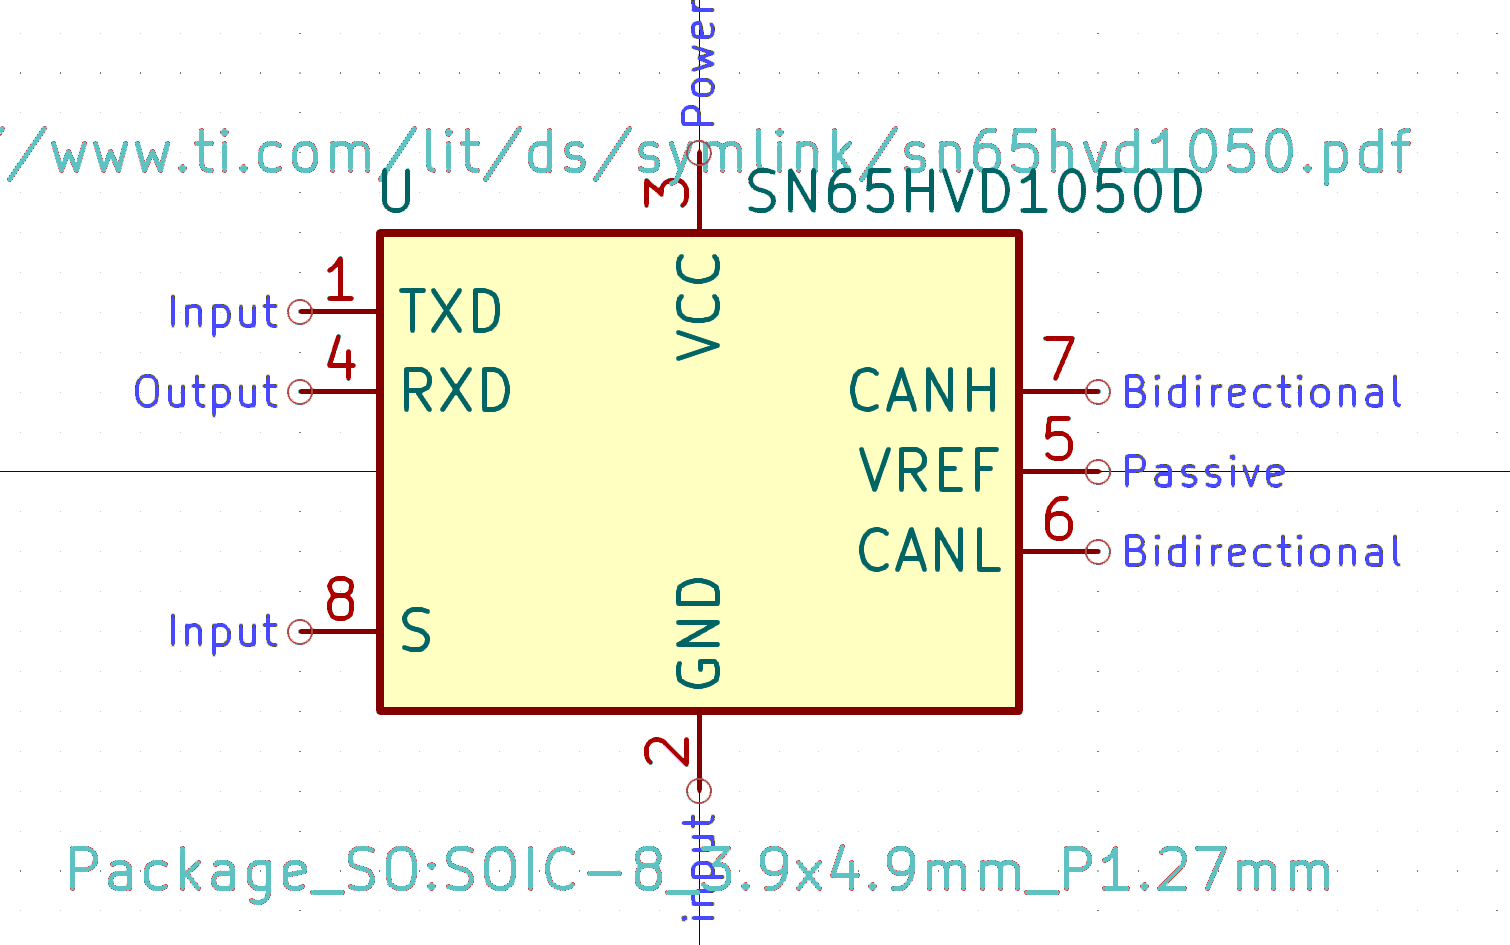 Power
//www.ti.com/lit/ds/symlink/sn65hvd1050.pdf
U
3
SN65HVD1050D
VCC
Input
1
TXD
Output
4
RXD
CANH
7
Bidirectional
VREF
5
Passive
CANL
6
Bidirectional
Input
8
S
GND
2
input
Package_SO:SOIC-8_3.9x4.9mm_P1.27mm